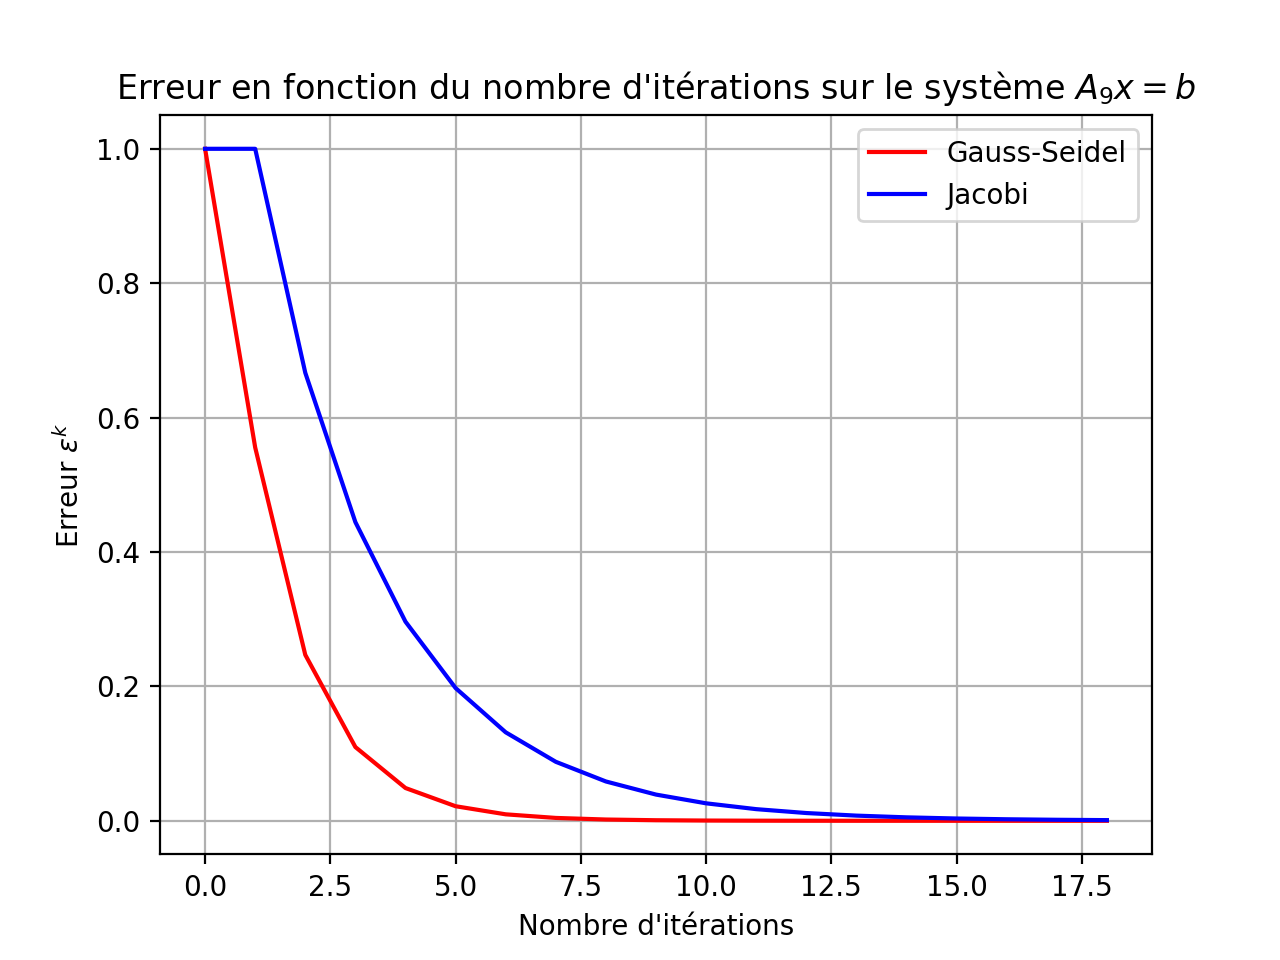 Erreur en fonction du nombre d'itérations sur le système $A_9x = b$
Gauss-Seidel
Jacobi
1.0
0.8
0.6
0.4
0.2
0.0
Erreur $\varepsilon^k$
0.0 2.5 5.0 7.5 10.0 12.5 15.0 17.5
Nombre d'itérations